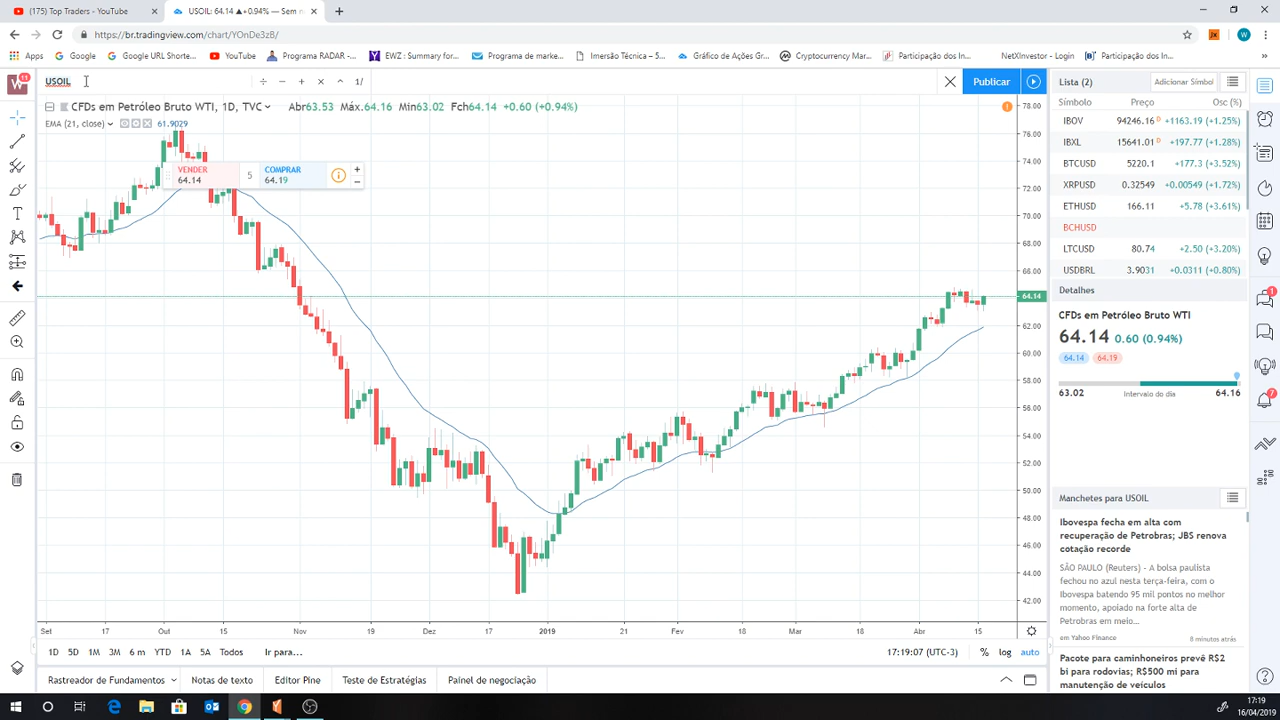 (175) Top Traders - YouTube
USOIL: 64.14 ▲+0.94% — Sem n
https://br.tradingview.com/chart/YOnDe3zB/
W
Apps
Google
Google URL Shorte...
YouTube
Programa RADAR -...
EWZ : Summary for...
Programa de marke...
Imersão Técnica – 5...
Gráfico de Ações Gr...
Cryptocurrency Mar...
Participação dos In...
NetXInvestor - Login
Participação dos In...
»
W
11
USOIL
÷ − + × ^ 1/
Publicar
CFDs em Petróleo Bruto WTI, 1D, TVC
Abr63.53 Máx.64.16 Mín63.02 Fch64.14 +0.60 (+0.94%)
EMA (21, close)
61.9029
VENDER
64.14
5
COMPRAR
64.19
+
−
78.00
76.00
74.00
72.00
70.00
68.00
66.00
64.14
62.00
60.00
58.00
56.00
54.00
52.00
50.00
48.00
46.00
44.00
42.00
Set 17 Out 15 Nov 19 Dez 17 2019 21 Fev 18 Mar 18 Abr 15
1D 5D 1M 3M 6 m YTD 1A 5A Todos
Ir para...
17:19:07 (UTC-3)
% log auto
Rastreador de Fundamentos
Notas de texto
Editor Pine
Teste de Estratégias
Painel de negociação
Lista (2)
Adicionar Símbol
Símbolo Preço Osc (%)
IBOV 94246.16 D +1163.19 (+1.25%)
IBXL 15641.01 D +197.77 (+1.28%)
BTCUSD 5220.1 +177.3 (+3.52%)
XRPUSD 0.32549 +0.00549 (+1.72%)
ETHUSD 166.11 +5.78 (+3.61%)
BCHUSD
LTCUSD 80.74 +2.50 (+3.20%)
USDBRL 3.9031 +0.0311 (+0.80%)
Detalhes
CFDs em Petróleo Bruto WTI
64.14 0.60 (0.94%)
64.14 64.19
63.02 Intervalo do dia 64.16
Manchetes para USOIL
Ibovespa fecha em alta com
recuperação de Petrobras; JBS renova
cotação recorde
SÃO PAULO (Reuters) - A bolsa paulista
fechou no azul nesta terça-feira, com o
Ibovespa batendo 95 mil pontos no melhor
momento, apoiado na forte alta de
Petrobras em meio...
em Yahoo Finance
8 minutos atrás
Pacote para caminhoneiros prevê R$2
bi para rodovias; R$500 mi para
manutenção de veículos
1
7
17:19
16/04/2019